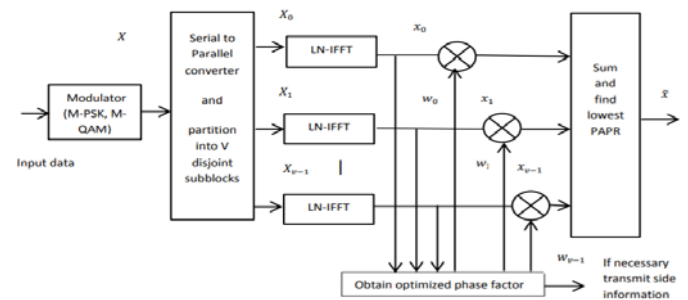 X
Modulator
(M-PSK, M-
QAM)
Input data
Serial to
Parallel
converter
and
partition
into V
disjoint
subblocks
X₀
LN-IFFT
x₀
X₁
LN-IFFT
w₀
x₁
Xᵥ₋₁
LN-IFFT
wᵢ
xᵥ₋₁
Sum
and
find
lowest
PAPR
x̃
wᵥ₋₁
Obtain optimized phase factor
If necessary
transmit side
information